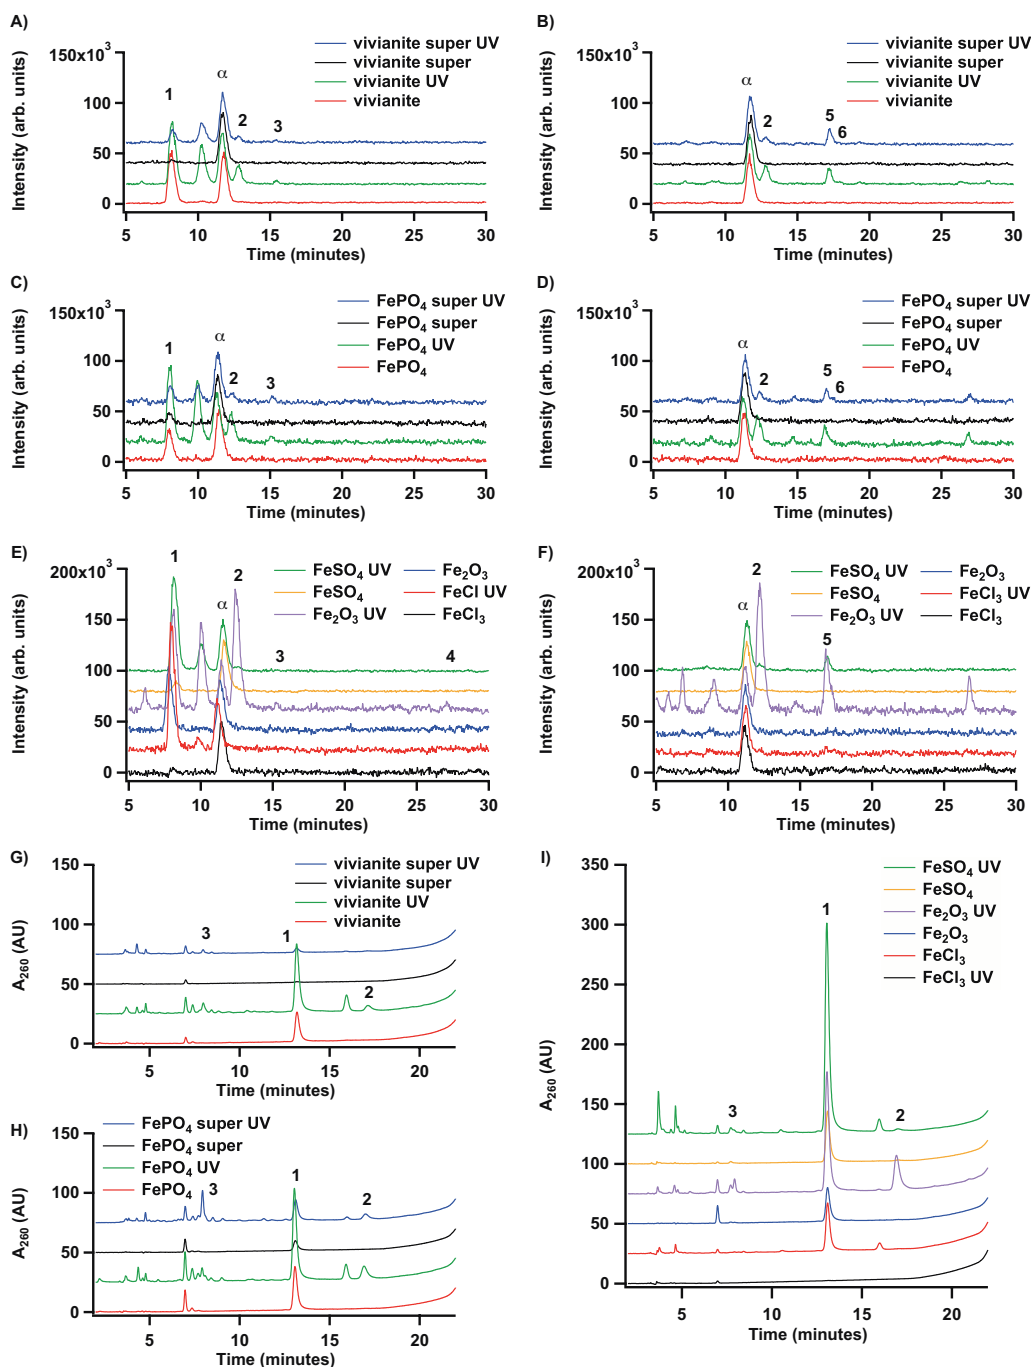 A)
150x10³
100
50
0
Intensity (arb. units)
vivianite super UV
vivianite super
vivianite UV
vivianite
1
α
2
3
5
10
15
20
25
30
Time (minutes)
B)
150x10³
100
50
0
Intensity (arb. units)
vivianite super UV
vivianite super
vivianite UV
vivianite
α
2
5
6
5
10
15
20
25
30
Time (minutes)
C)
150x10³
100
50
0
Intensity (arb. units)
FePO₄ super UV
FePO₄ super
FePO₄ UV
FePO₄
1
α
2
3
5
10
15
20
25
30
Time (minutes)
D)
150x10³
100
50
0
Intensity (arb. units)
FePO₄ super UV
FePO₄ super
FePO₄ UV
FePO₄
α
2
5
6
5
10
15
20
25
30
Time (minutes)
E)
200x10³
150
100
50
0
Intensity (arb. units)
FeSO₄ UV
FeSO₄
Fe₂O₃ UV
Fe₂O₃
FeCl UV
FeCl₃
1
2
α
3
4
5
10
15
20
25
30
Time (minutes)
F)
200x10³
150
100
50
0
Intensity (arb. units)
FeSO₄ UV
FeSO₄
Fe₂O₃ UV
Fe₂O₃
FeCl₃ UV
FeCl₃
2
α
5
5
10
15
20
25
30
Time (minutes)
G)
150
100
50
0
A₂₆₀ (AU)
vivianite super UV
vivianite super
vivianite UV
vivianite
3
1
2
5
10
15
20
Time (minutes)
H)
150
100
50
0
A₂₆₀ (AU)
FePO₄ super UV
FePO₄ super
FePO₄ UV
FePO₄
3
1
2
5
10
15
20
Time (minutes)
I)
350
300
250
200
150
100
50
0
A₂₆₀ (AU)
FeSO₄ UV
FeSO₄
Fe₂O₃ UV
Fe₂O₃
FeCl₃
FeCl₃ UV
1
3
2
5
10
15
20
Time (minutes)